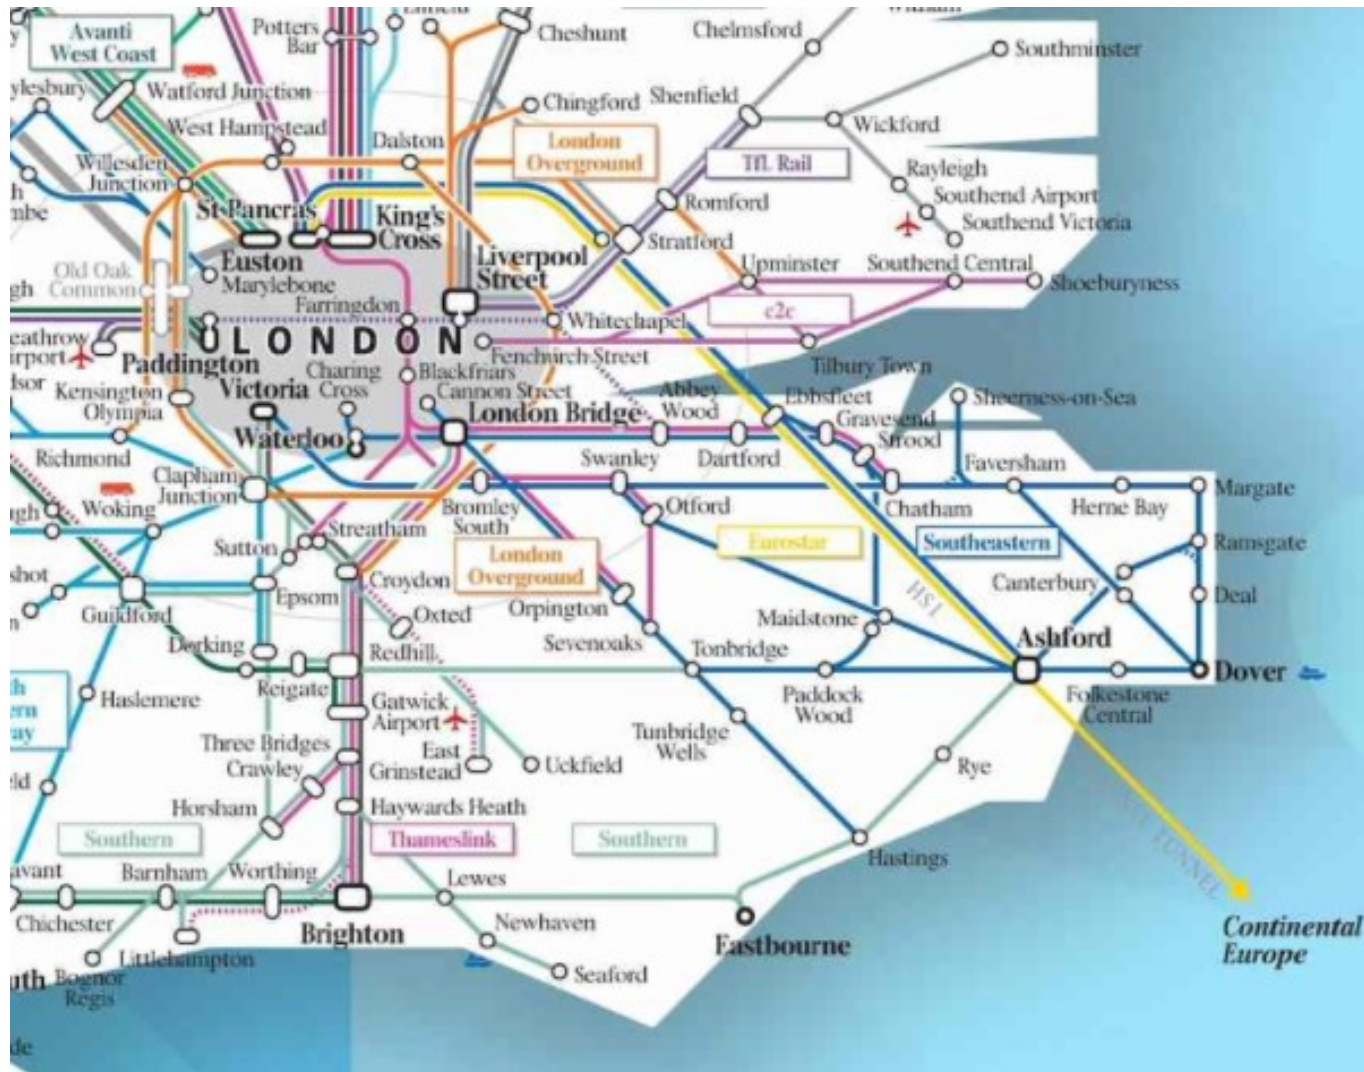 Avanti
West Coast
Potters
Bar
Cheshunt
Chelmsford
Southminster
Watford Junction
Chingford
Shenfield
Wickford
West Hampstead
Dalston
London
Overground
Tfl. Rail
Rayleigh
Southend Airport
Southend Victoria
Willesden
Junction
Romford
St Pancras
King's
Cross
Stratford
Euston
Marylebone
Liverpool
Street
Upminster
Southend Central
Shoeburyness
Old Oak
Common
Farringdon
Whitechapel
c2c
LONDON
Fenchurch Street
Tilbury Town
Paddington
Victoria
Charing
Cross
Blackfriars
Cannon Street
Abbey
Wood
Ebbsfleet
Gravesend
Strood
Sheerness-on-Sea
Kensington
Olympia
London Bridge
Waterloo
Richmond
Clapham
Junction
Swanley
Dartford
Faversham
Woking
Bromley
South
Otford
Chatham
Herne Bay
Margate
Streatham
Sutton
London
Overground
Eurostar
Southeastern
Ramsgate
Croydon
Epsom
Orpington
Canterbury
HS1
Deal
Guildford
Oxted
Maidstone
Sevenoaks
Ashford
Dorking
Redhill
Tonbridge
Dover
Reigate
Haslemere
Gatwick
Airport
Paddock
Wood
Folkestone
Central
Three Bridges
Crawley
East
Grinstead
Uckfield
Tunbridge
Wells
Rye
Horsham
Haywards Heath
Southern
Thameslink
Southern
Hastings
TUNNEL
Barnham
Worthing
Lewes
Chichester
Newhaven
Brighton
Eastbourne
Continental
Europe
Littlehampton
Bognor
Regis
Seaford